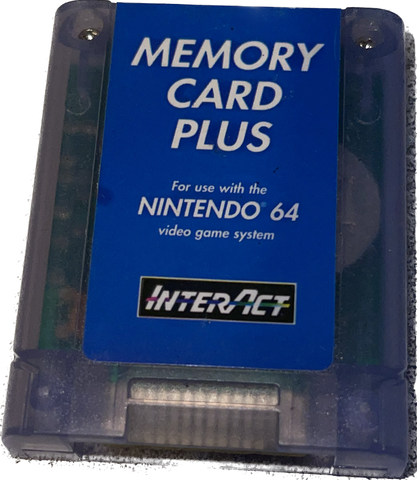 MEMORY
CARD
PLUS
For use with the
NINTENDO® 64
video game system
INTERACT